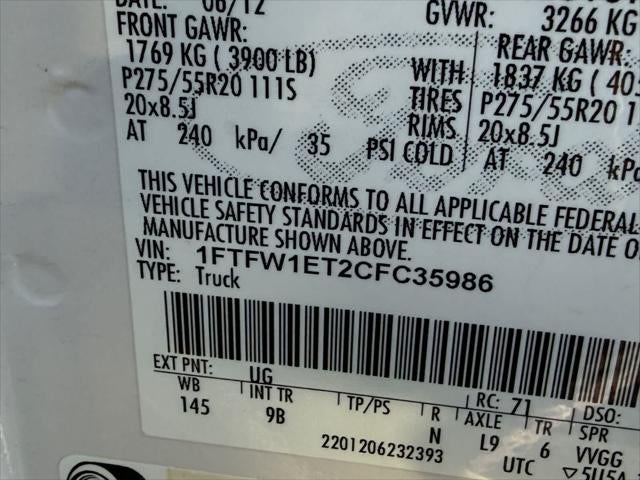 DATE: 06/12
GVWR: 3266 KG
FRONT GAWR:
REAR GAWR:
1769 KG ( 3900 LB)
WITH 1837 KG ( 40
P275/55R20 111S
TIRES P275/55R20 11
20x8.5J
RIMS 20x8.5J
AT 240 kPa/ 35 PSI COLD
AT 240 kPa
THIS VEHICLE CONFORMS TO ALL APPLICABLE FEDERAL
VEHICLE SAFETY STANDARDS IN EFFECT ON THE DATE O
MANUFACTURE SHOWN ABOVE.
VIN: 1FTFW1ET2CFC35986
TYPE: Truck
EXT PNT: UG RC: 71 DSO:
WB INT TR TP/PS R AXLE TR SPR
145 9B N L9 6 VVGG
2201206232393 UTC